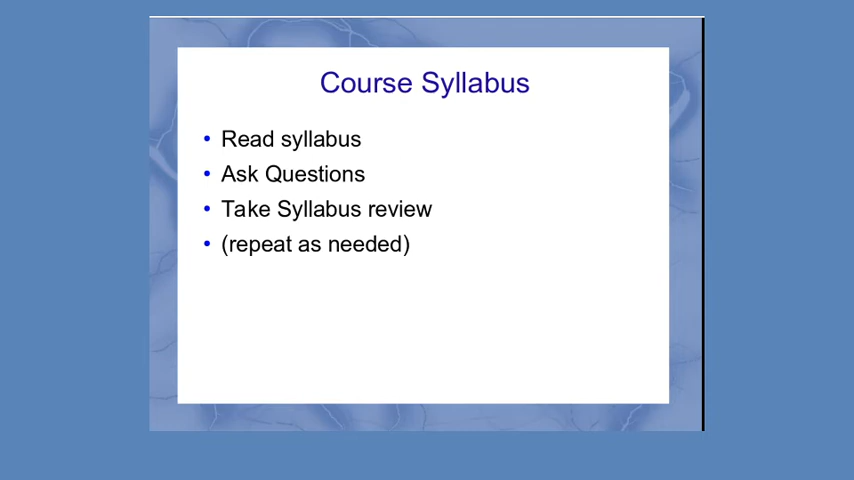 Course Syllabus
• Read syllabus
• Ask Questions
• Take Syllabus review
• (repeat as needed)